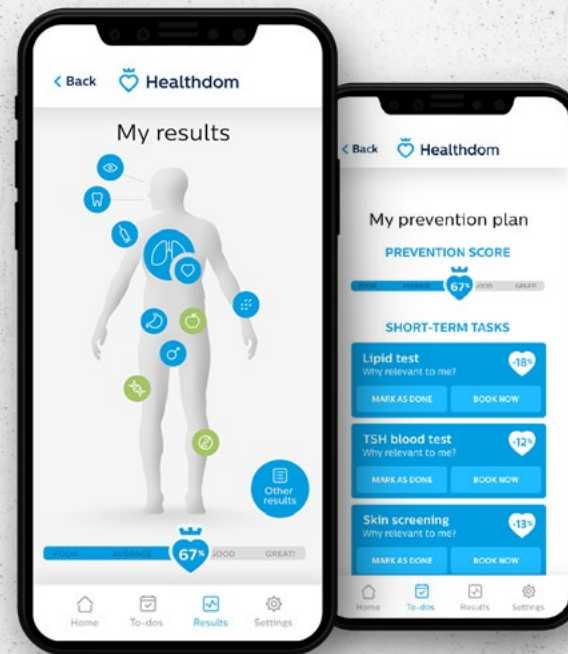 Back
Healthdom
My results
Other
results
POOR AVERAGE 67% GOOD GREAT!
Home To-dos Results Settings
Back
Healthdom
My prevention plan
PREVENTION SCORE
POOR AVERAGE 67% GOOD GREAT!
SHORT-TERM TASKS
Lipid test
Why relevant to me?
-18%
MARK AS DONE BOOK NOW
TSH blood test
Why relevant to me?
-12%
MARK AS DONE BOOK NOW
Skin screening
Why relevant to me?
-13%
MARK AS DONE BOOK NOW
Home To-dos Results Settings